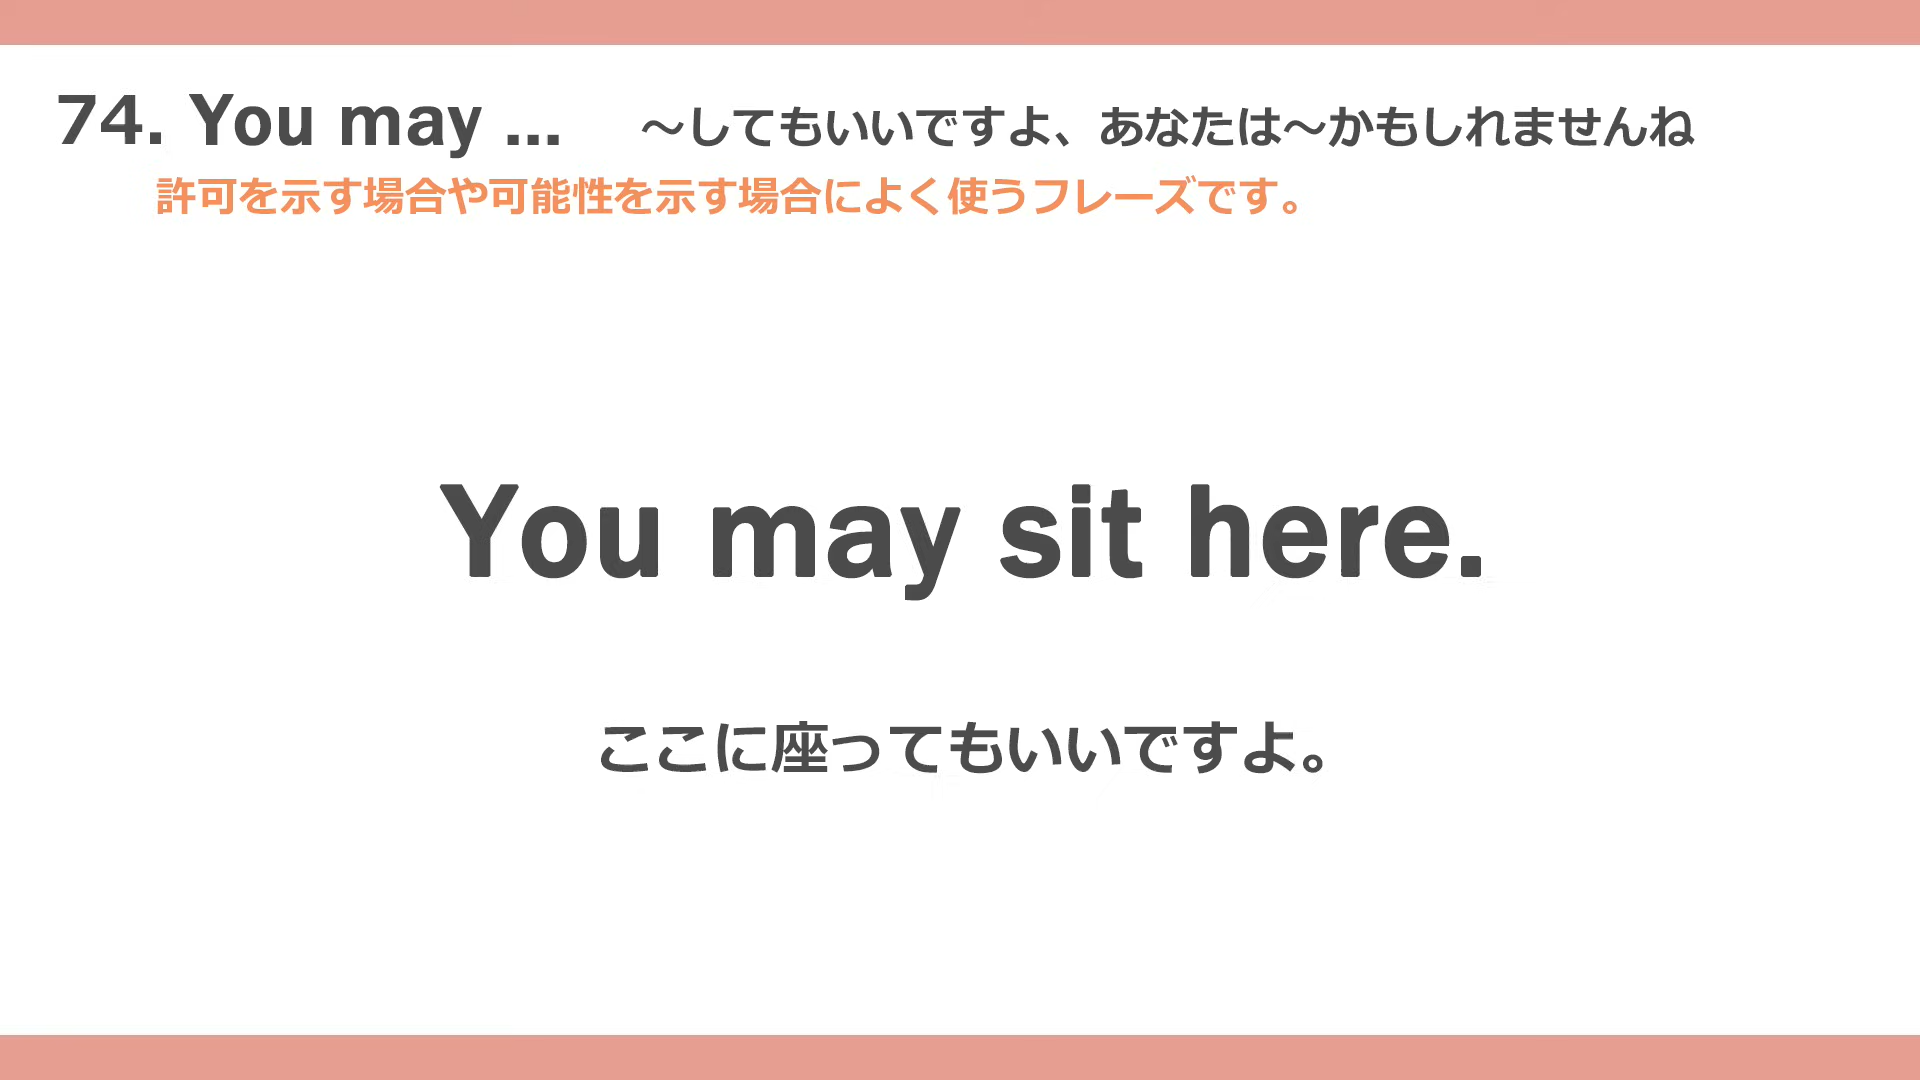 74. You may ... ～してもいいですよ、あなたは～かもしれませんね
許可を示す場合や可能性を示す場合によく使うフレーズです。
You may sit here.
ここに座ってもいいですよ。